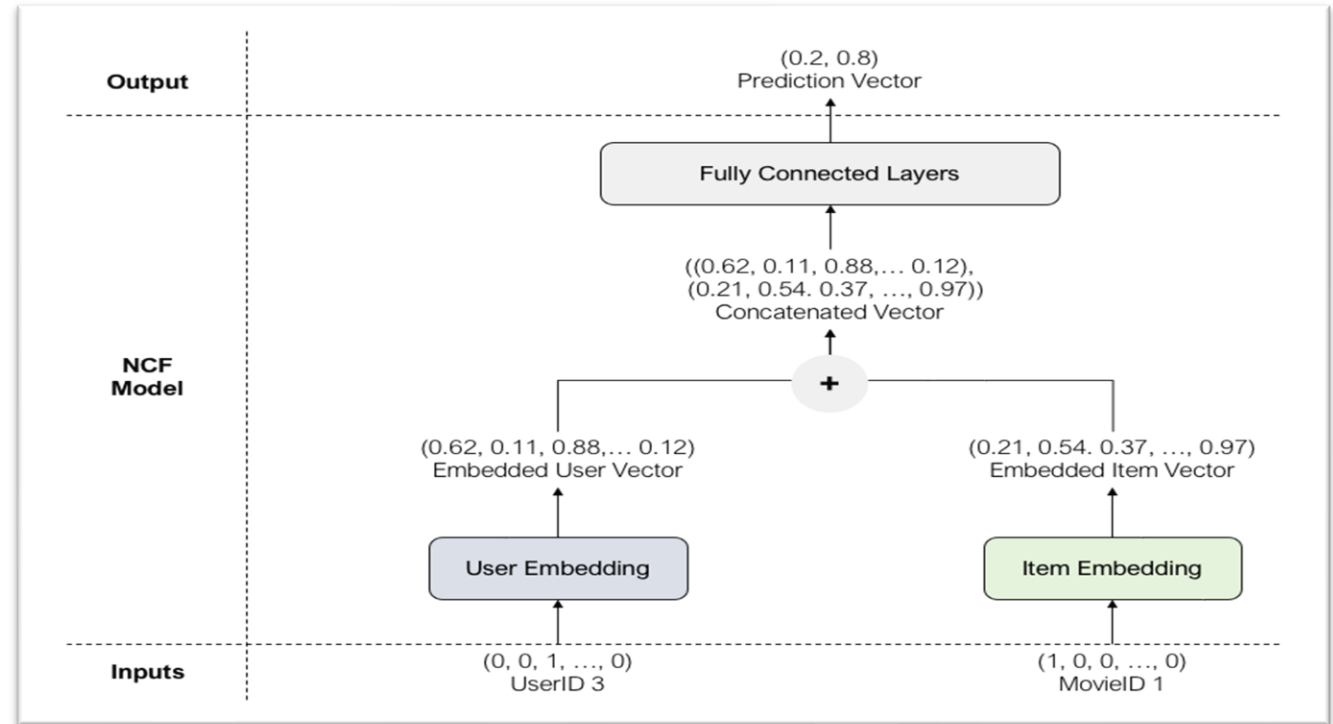 Output
(0.2, 0.8)
Prediction Vector
Fully Connected Layers
((0.62, 0.11, 0.88,... 0.12),
(0.21, 0.54. 0.37, ..., 0.97))
Concatenated Vector
NCF
Model
+
(0.62, 0.11, 0.88,... 0.12)
Embedded User Vector
(0.21, 0.54. 0.37, ..., 0.97)
Embedded Item Vector
User Embedding
Item Embedding
Inputs
(0, 0, 1, ..., 0)
UserID 3
(1, 0, 0, ..., 0)
MovieID 1